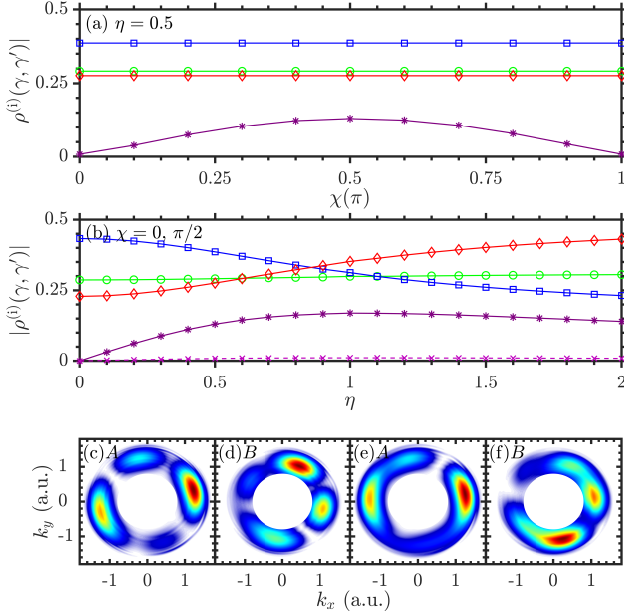 0.5
(a) η = 0.5
0.25
ρ⁽ⁱ⁾(γ, γ′)|
0
0 0.25 0.5 0.75 1
χ(π)
0.5
(b) χ = 0, π/2
0.25
|ρ⁽ⁱ⁾(γ, γ′)|
0
0 0.5 1 1.5 2
η
(c)A (d)B (e)A (f)B
1
0
-1
k_y (a.u.)
-1 0 1 -1 0 1 -1 0 1 -1 0 1
k_x (a.u.)